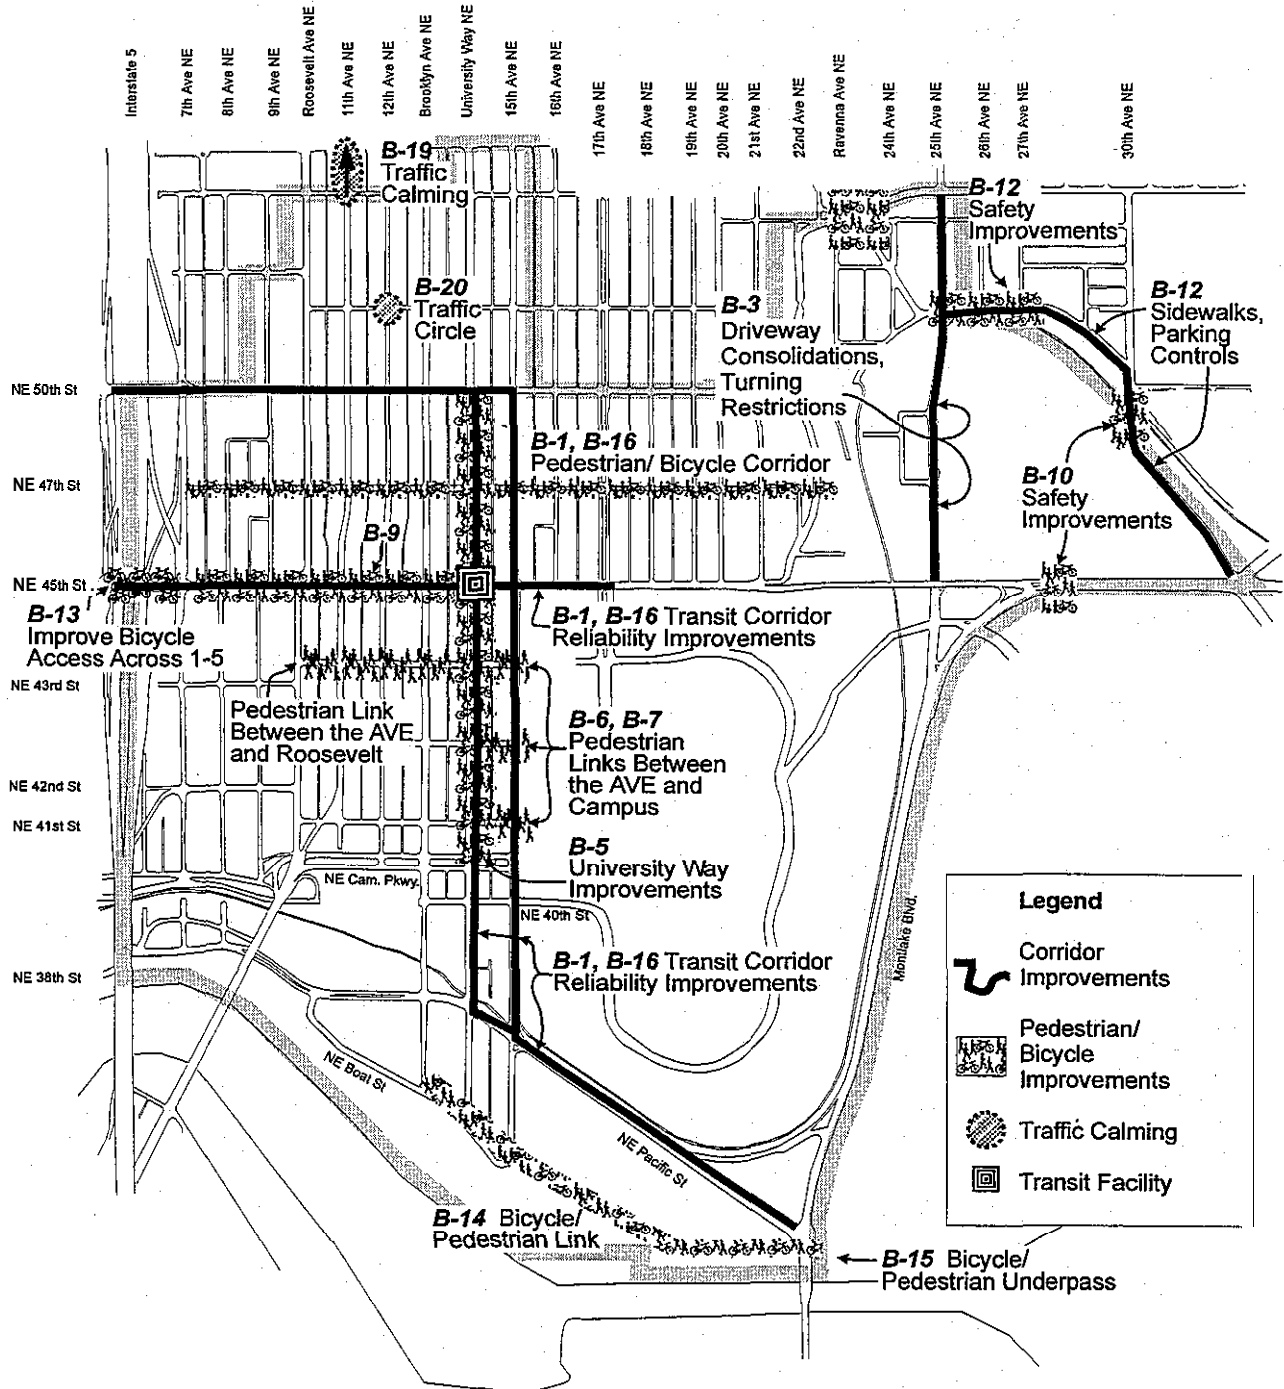 Interstate 5
7th Ave NE
8th Ave NE
9th Ave NE
Roosevelt Ave NE
11th Ave NE
12th Ave NE
Brooklyn Ave NE
University Way NE
15th Ave NE
16th Ave NE
17th Ave NE
18th Ave NE
19th Ave NE
20th Ave NE
21st Ave NE
22nd Ave NE
Ravenna Ave NE
24th Ave NE
25th Ave NE
26th Ave NE
27th Ave NE
30th Ave NE
B-19
Traffic
Calming
B-12
Safety
Improvements
B-20
Traffic
Circle
B-3
Driveway
Consolidations,
Turning
Restrictions
B-12
Sidewalks,
Parking
Controls
NE 50th St
B-1, B-16
Pedestrian/ Bicycle Corridor
NE 47th St
B-10
Safety
Improvements
B-9
NE 45th St
B-13
Improve Bicycle
Access Across 1-5
B-1, B-16 Transit Corridor
Reliability Improvements
NE 43rd St
Pedestrian Link
Between the AVE
and Roosevelt
B-6, B-7
Pedestrian
Links Between
the AVE and
Campus
NE 42nd St
NE 41st St
B-5
University Way
Improvements
NE Cam. Pkwy.
NE 40th St
Montlake Blvd.
B-1, B-16 Transit Corridor
Reliability Improvements
NE 38th St
NE Boat St
NE Pacific St
Legend
Corridor
Improvements
Pedestrian/
Bicycle
Improvements
Traffic Calming
Transit Facility
B-14 Bicycle/
Pedestrian Link
B-15 Bicycle/
Pedestrian Underpass